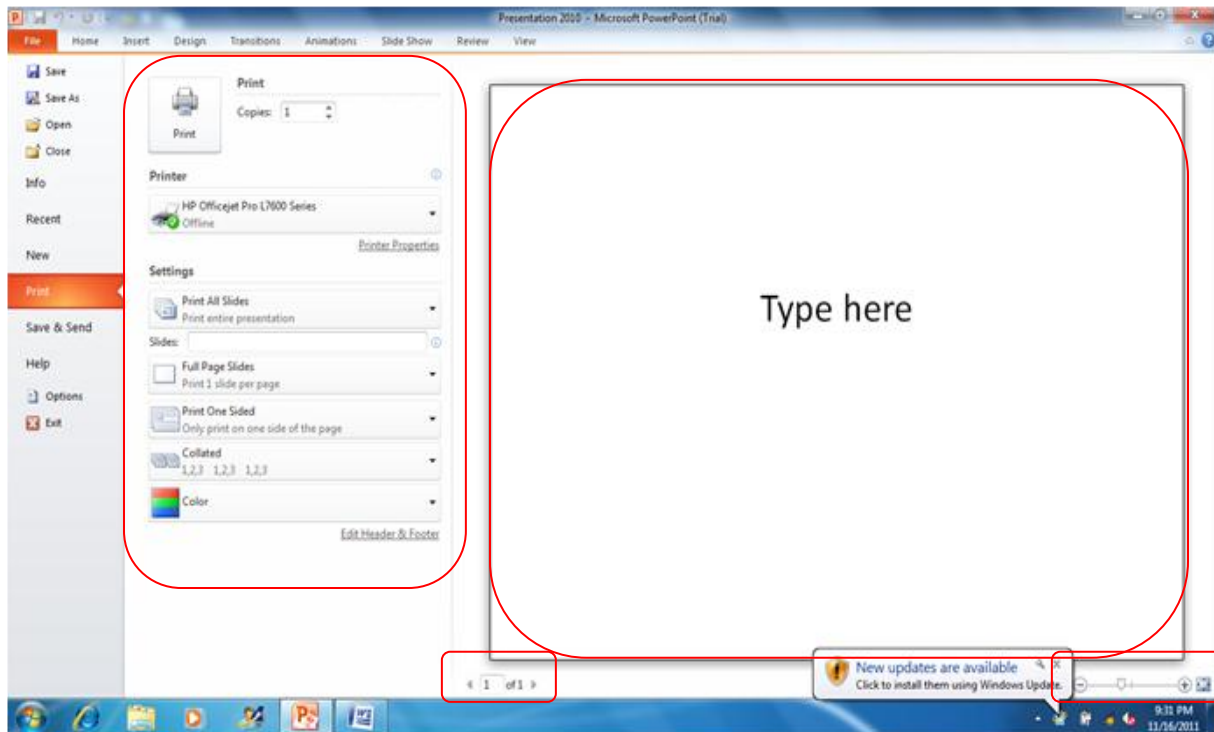 Presentation 2010 - Microsoft PowerPoint (Trial)
File Home Insert Design Transitions Animations Slide Show Review View
Save
Save As
Open
Close
Info
Recent
New
Print
Save & Send
Help
Options
Exit
Print
Print
Copies: 1
Printer
HP Officejet Pro L7600 Series
Offline
Printer Properties
Settings
Print All Slides
Print entire presentation
Slides:
Full Page Slides
Print 1 slide per page
Print One Sided
Only print on one side of the page
Collated
1,2,3 1,2,3 1,2,3
Color
Edit Header & Footer
Type here
1 of 1
New updates are available
Click to install them using Windows Update.
9:31 PM
11/16/2011